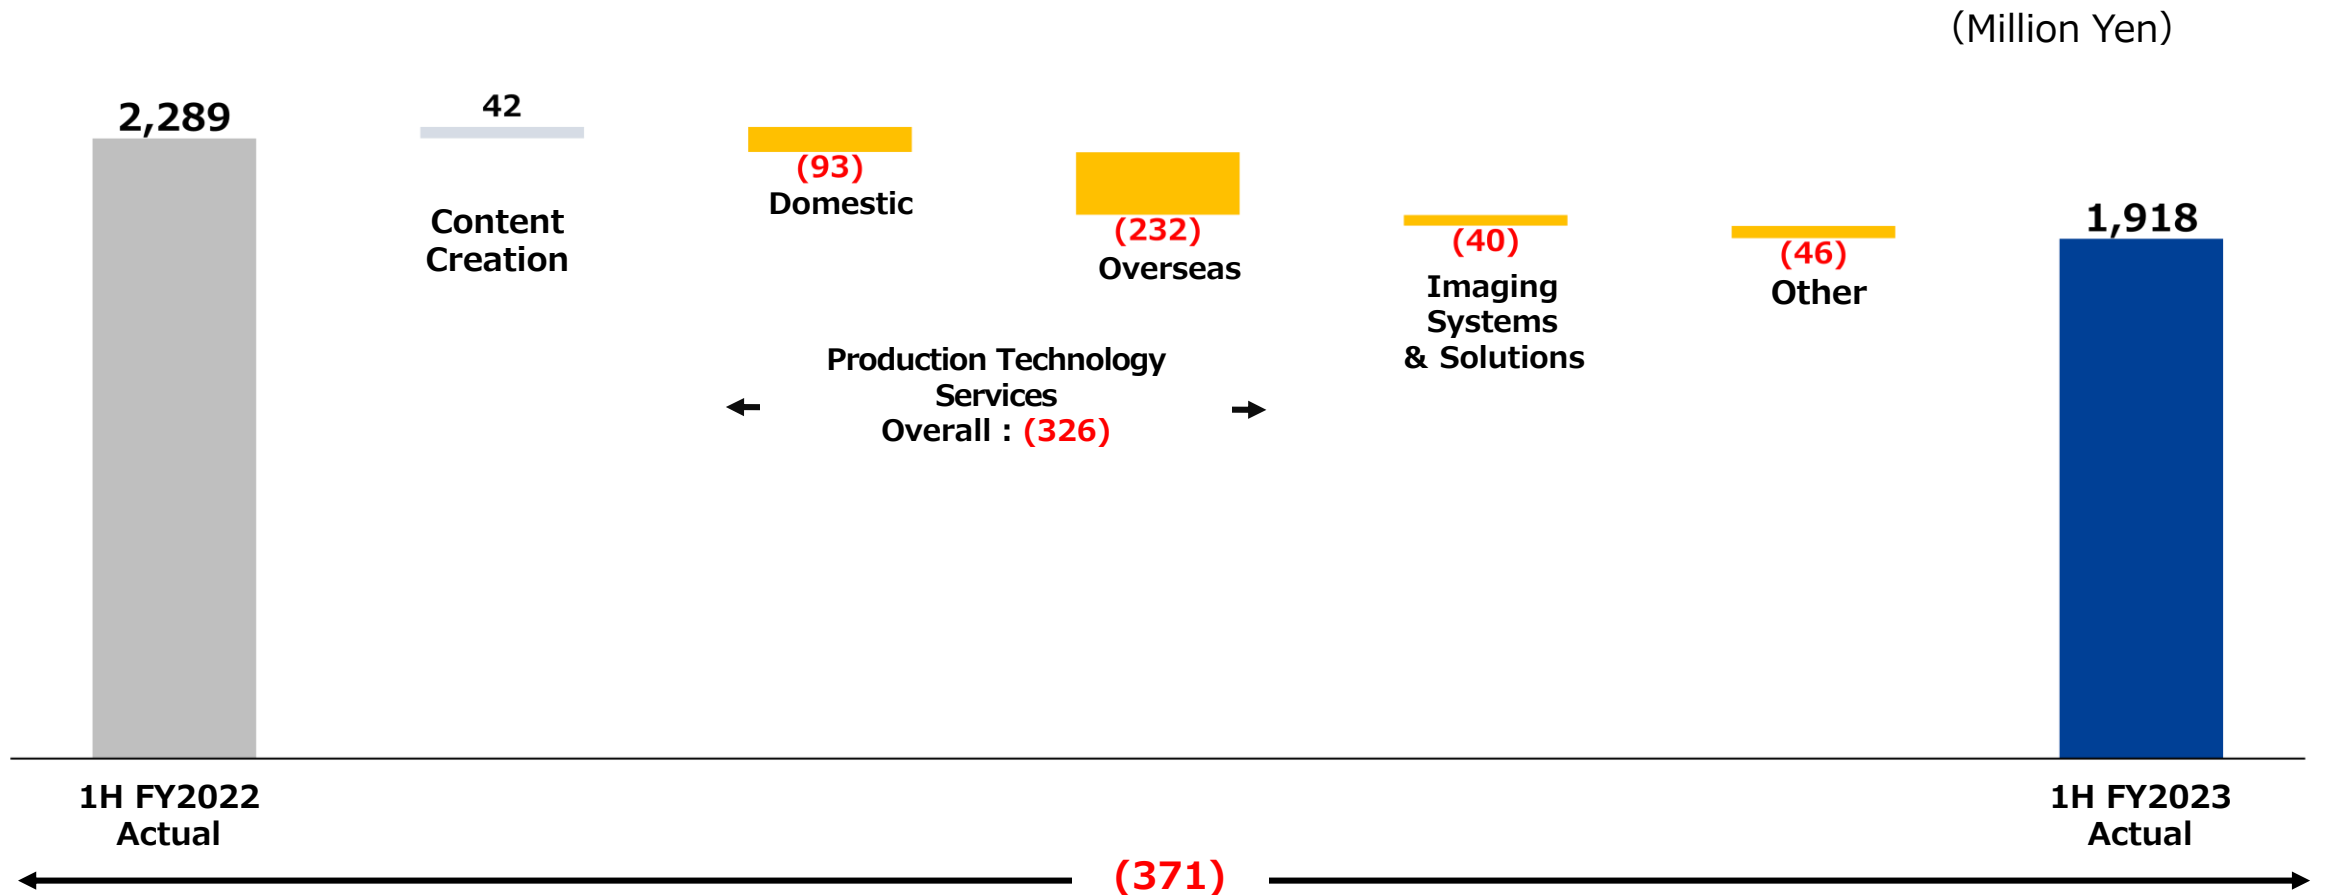 （Million Yen）
2,289
42
Content
Creation
(93)
Domestic
(232)
Overseas
Production Technology
Services
Overall : (326)
(40)
Imaging
Systems
& Solutions
(46)
Other
1,918
1H FY2022
Actual
1H FY2023
Actual
(371)